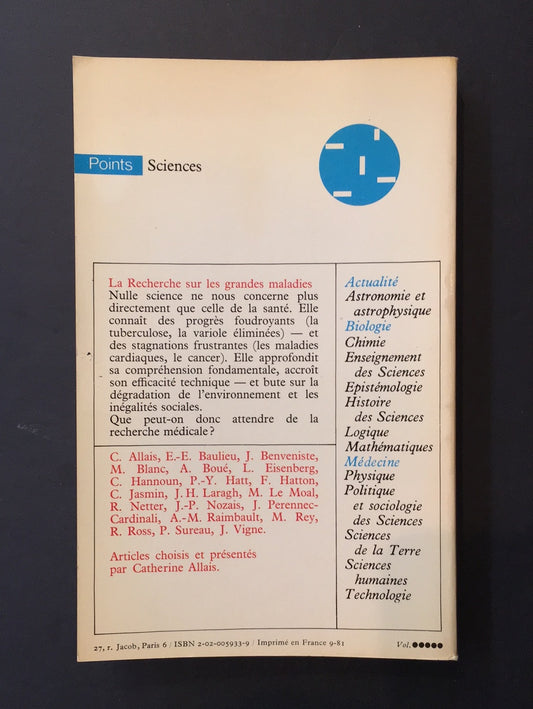 Points Sciences
La Recherche sur les grandes maladies
Nulle science ne nous concerne plus
directement que celle de la santé. Elle
connaît des progrès foudroyants (la
tuberculose, la variole éliminées) — et
des stagnations frustrantes (les maladies
cardiaques, le cancer). Elle approfondit
sa compréhension fondamentale, accroît
son efficacité technique — et bute sur la
dégradation de l'environnement et les
inégalités sociales.
Que peut-on donc attendre de la
recherche médicale?
C. Allais, E.-E. Baulieu, J. Benveniste,
M. Blanc, A. Boué, L. Eisenberg,
C. Hannoun, P.-Y. Hatt, F. Hatton,
C. Jasmin, J. H. Laragh, M. Le Moal,
R. Netter, J.-P. Nozais, J. Perennec-
Cardinali, A.-M. Raimbault, M. Rey,
R. Ross, P. Sureau, J. Vigne.
Articles choisis et présentés
par Catherine Allais.
Actualité
Astronomie et
astrophysique
Biologie
Chimie
Enseignement
des Sciences
Epistémologie
Histoire
des Sciences
Logique
Mathématiques
Médecine
Physique
Politique
et sociologie
des Sciences
Sciences
de la Terre
Sciences
humaines
Technologie
27, r. Jacob, Paris 6 / ISBN 2-02-005933-9 / Imprimé en France 9-81
Vol. ●●●●●